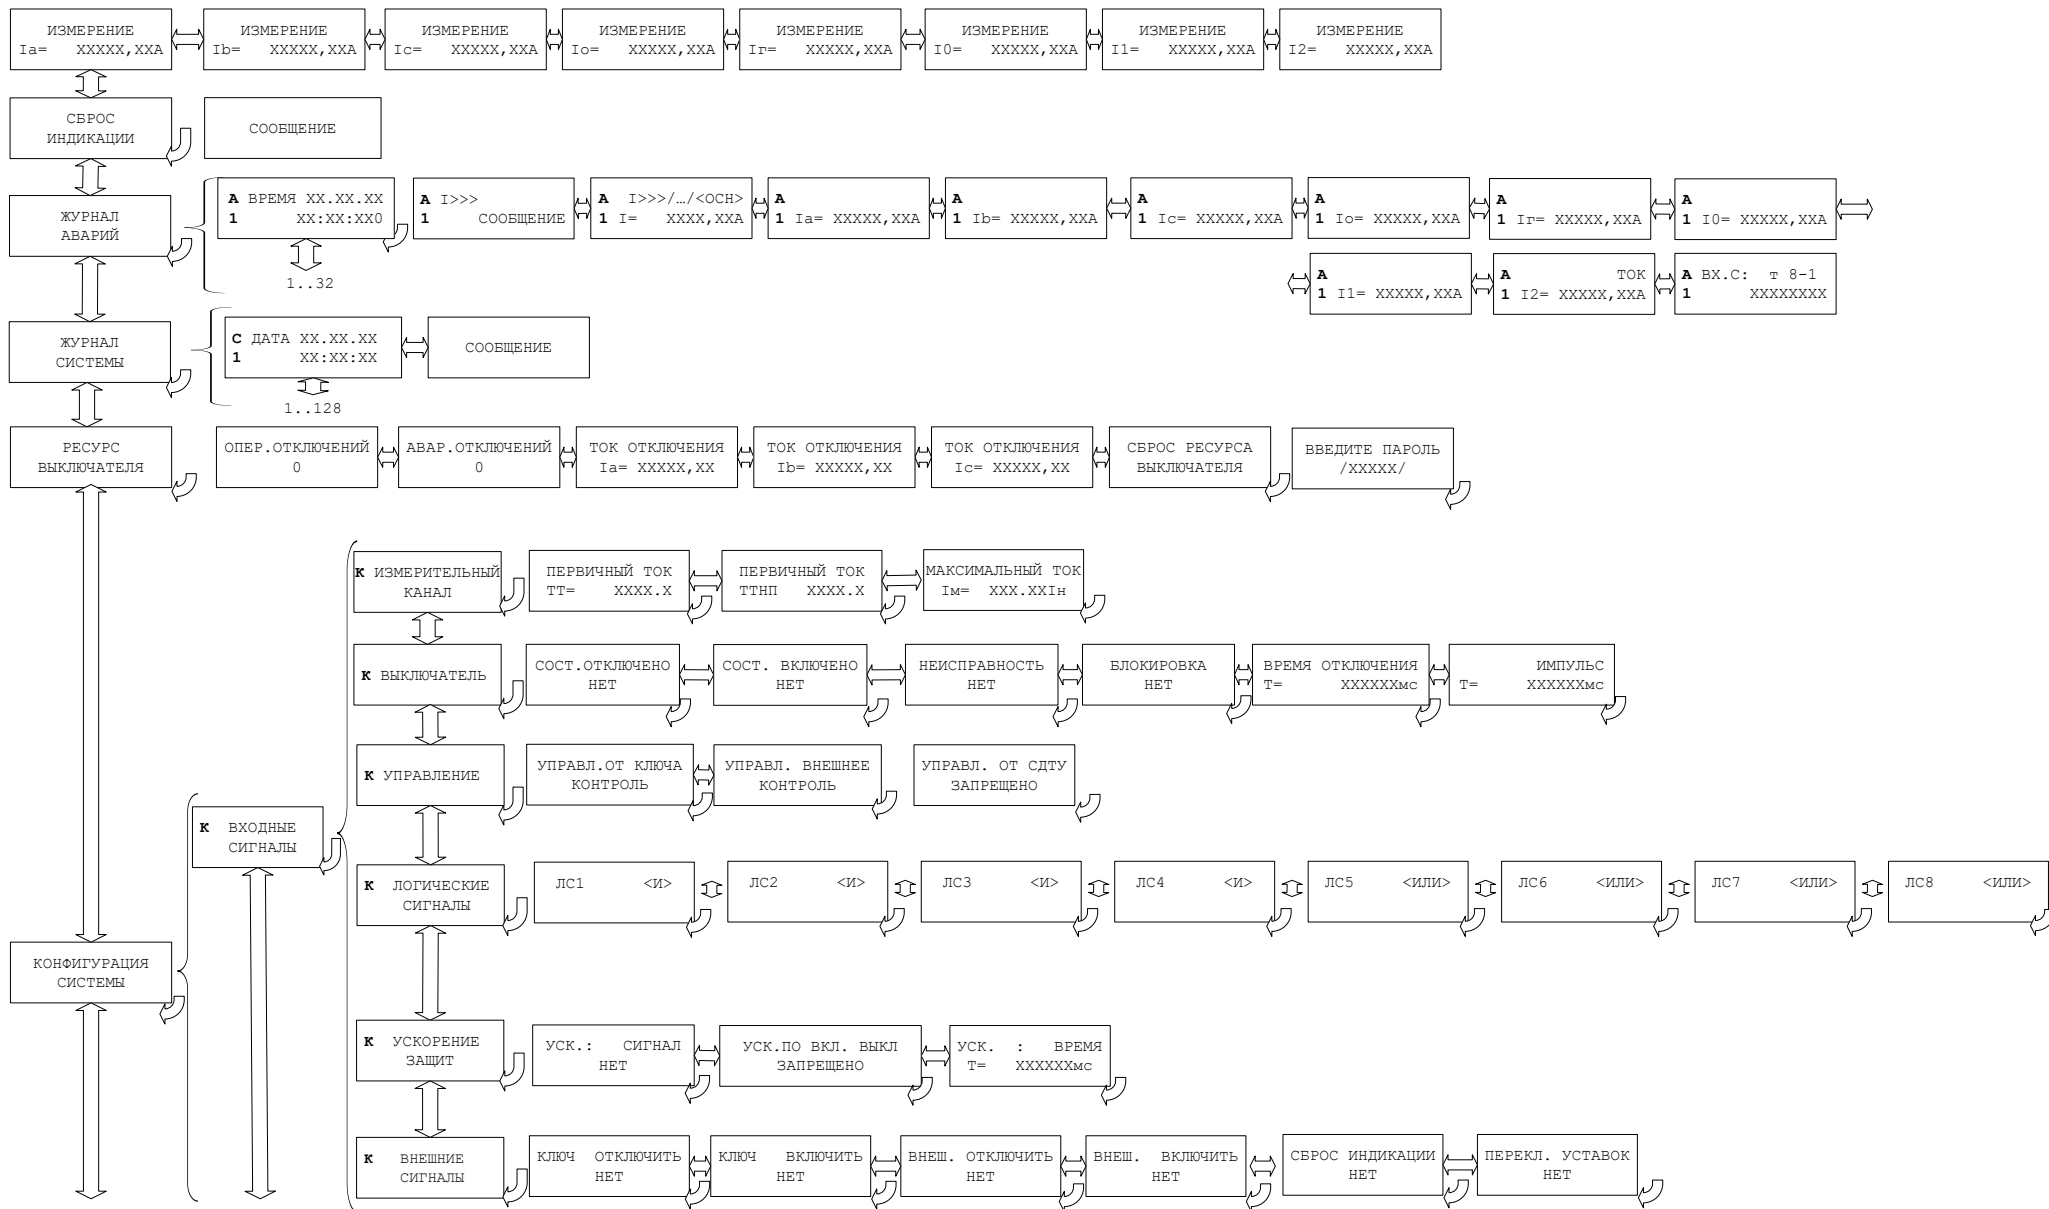 ИЗМЕРЕНИЕ
Ia= XXXXX,XXA
ИЗМЕРЕНИЕ
Ib= XXXXX,XXA
ИЗМЕРЕНИЕ
Ic= XXXXX,XXA
ИЗМЕРЕНИЕ
Io= XXXXX,XXA
ИЗМЕРЕНИЕ
Iг= XXXXX,XXA
ИЗМЕРЕНИЕ
I0= XXXXX,XXA
ИЗМЕРЕНИЕ
I1= XXXXX,XXA
ИЗМЕРЕНИЕ
I2= XXXXX,XXA
СБРОС
ИНДИКАЦИИ
СООБЩЕНИЕ
ЖУРНАЛ
АВАРИЙ
А ВРЕМЯ XX.XX.XX
1 XX:XX:XX0
1..32
А I>>>
1 СООБЩЕНИЕ
А I>>>/…/<ОСН>
1 I= XXXX,XXA
А
1 Ia= XXXXX,XXA
А
1 Ib= XXXXX,XXA
А
1 Ic= XXXXX,XXA
А
1 Io= XXXXX,XXA
А
1 Iг= XXXXX,XXA
А
1 I0= XXXXX,XXA
А
1 I1= XXXXX,XXA
А ТОК
1 I2= XXXXX,XXA
А ВХ.С: т 8-1
1 XXXXXXXX
ЖУРНАЛ
СИСТЕМЫ
С ДАТА XX.XX.XX
1 XX:XX:XX
1..128
СООБЩЕНИЕ
РЕСУРС
ВЫКЛЮЧАТЕЛЯ
ОПЕР.ОТКЛЮЧЕНИЙ
0
АВАР.ОТКЛЮЧЕНИЙ
0
ТОК ОТКЛЮЧЕНИЯ
Ia= XXXXX,XX
ТОК ОТКЛЮЧЕНИЯ
Ib= XXXXX,XX
ТОК ОТКЛЮЧЕНИЯ
Ic= XXXXX,XX
СБРОС РЕСУРСА
ВЫКЛЮЧАТЕЛЯ
ВВЕДИТЕ ПАРОЛЬ
/XXXXX/
КОНФИГУРАЦИЯ
СИСТЕМЫ
К ВХОДНЫЕ
СИГНАЛЫ
К ИЗМЕРИТЕЛЬНЫЙ
КАНАЛ
ПЕРВИЧНЫЙ ТОК
ТТ= XXXX.X
ПЕРВИЧНЫЙ ТОК
ТТНП XXXX.X
МАКСИМАЛЬНЫЙ ТОК
Iм= XXX.XXIн
К ВЫКЛЮЧАТЕЛЬ
СОСТ.ОТКЛЮЧЕНО
НЕТ
СОСТ. ВКЛЮЧЕНО
НЕТ
НЕИСПРАВНОСТЬ
НЕТ
БЛОКИРОВКА
НЕТ
ВРЕМЯ ОТКЛЮЧЕНИЯ
Т= XXXXXXмс
ИМПУЛЬС
Т= XXXXXXмс
К УПРАВЛЕНИЕ
УПРАВЛ.ОТ КЛЮЧА
КОНТРОЛЬ
УПРАВЛ. ВНЕШНЕЕ
КОНТРОЛЬ
УПРАВЛ. ОТ СДТУ
ЗАПРЕЩЕНО
К ЛОГИЧЕСКИЕ
СИГНАЛЫ
ЛС1 <И>
ЛС2 <И>
ЛС3 <И>
ЛС4 <И>
ЛС5 <ИЛИ>
ЛС6 <ИЛИ>
ЛС7 <ИЛИ>
ЛС8 <ИЛИ>
К УСКОРЕНИЕ
ЗАЩИТ
УСК.: СИГНАЛ
НЕТ
УСК.ПО ВКЛ. ВЫКЛ
ЗАПРЕЩЕНО
УСК. : ВРЕМЯ
Т= XXXXXXмс
К ВНЕШНИЕ
СИГНАЛЫ
КЛЮЧ ОТКЛЮЧИТЬ
НЕТ
КЛЮЧ ВКЛЮЧИТЬ
НЕТ
ВНЕШ. ОТКЛЮЧИТЬ
НЕТ
ВНЕШ. ВКЛЮЧИТЬ
НЕТ
СБРОС ИНДИКАЦИИ
НЕТ
ПЕРЕКЛ. УСТАВОК
НЕТ